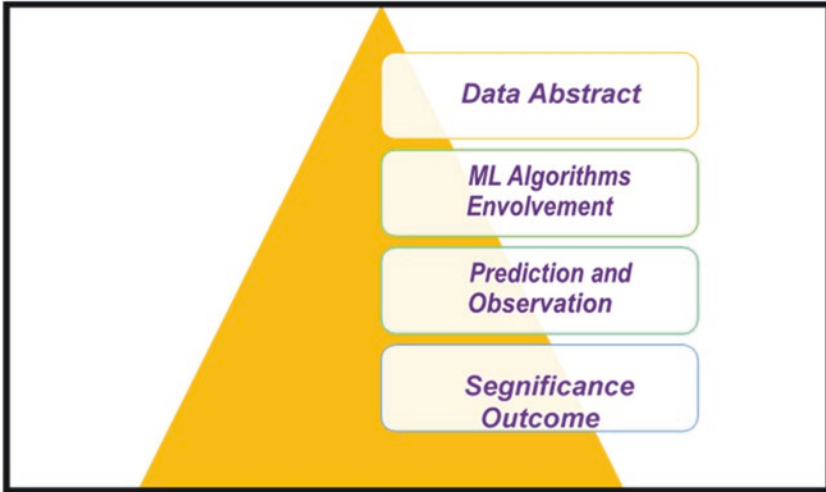 Data Abstract
ML Algorithms
Envolvement
Prediction and
Observation
Segnificance
Outcome